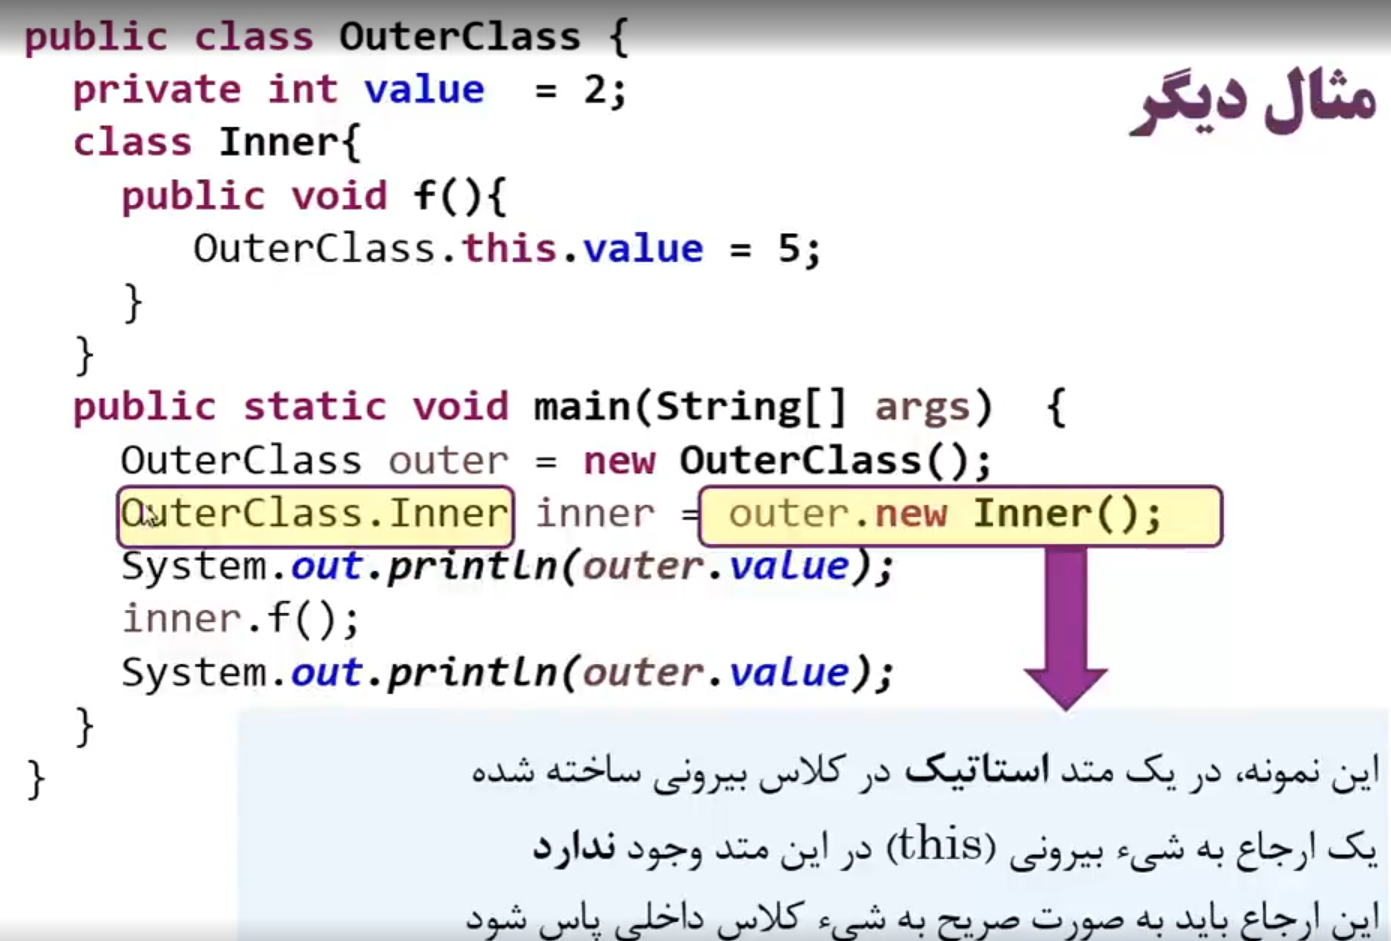 public class OuterClass {
مثال دیگر
private int value = 2;
class Inner{
public void f(){
OuterClass.this.value = 5;
}
}
public static void main(String[] args) {
OuterClass outer = new OuterClass();
OuterClass.Inner inner = outer.new Inner();
System.out.println(outer.value);
inner.f();
System.out.println(outer.value);
}
}
این نمونه، در یک متد استاتیک در کلاس بیرونی ساخته شده
یک ارجاع به شیء بیرونی (this) در این متد وجود ندارد
این ارجاع باید به صورت صریح به شیء کلاس داخلی پاس شود